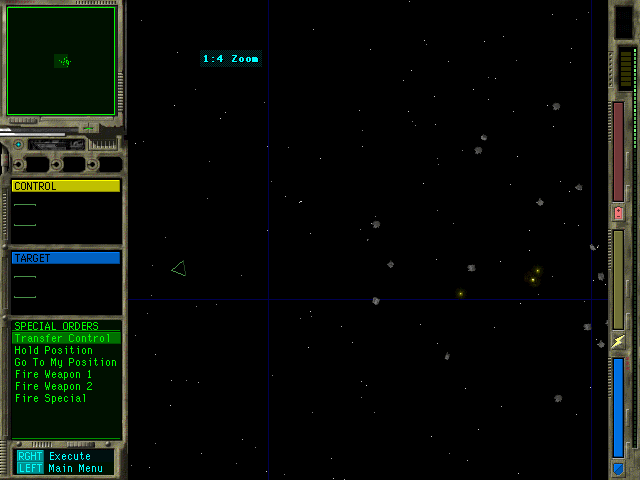 1:4 Zoom
CONTROL
TARGET
SPECIAL ORDERS
Transfer Control
Hold Position
Go To My Position
Fire Weapon 1
Fire Weapon 2
Fire Special
RGHT Execute
LEFT Main Menu